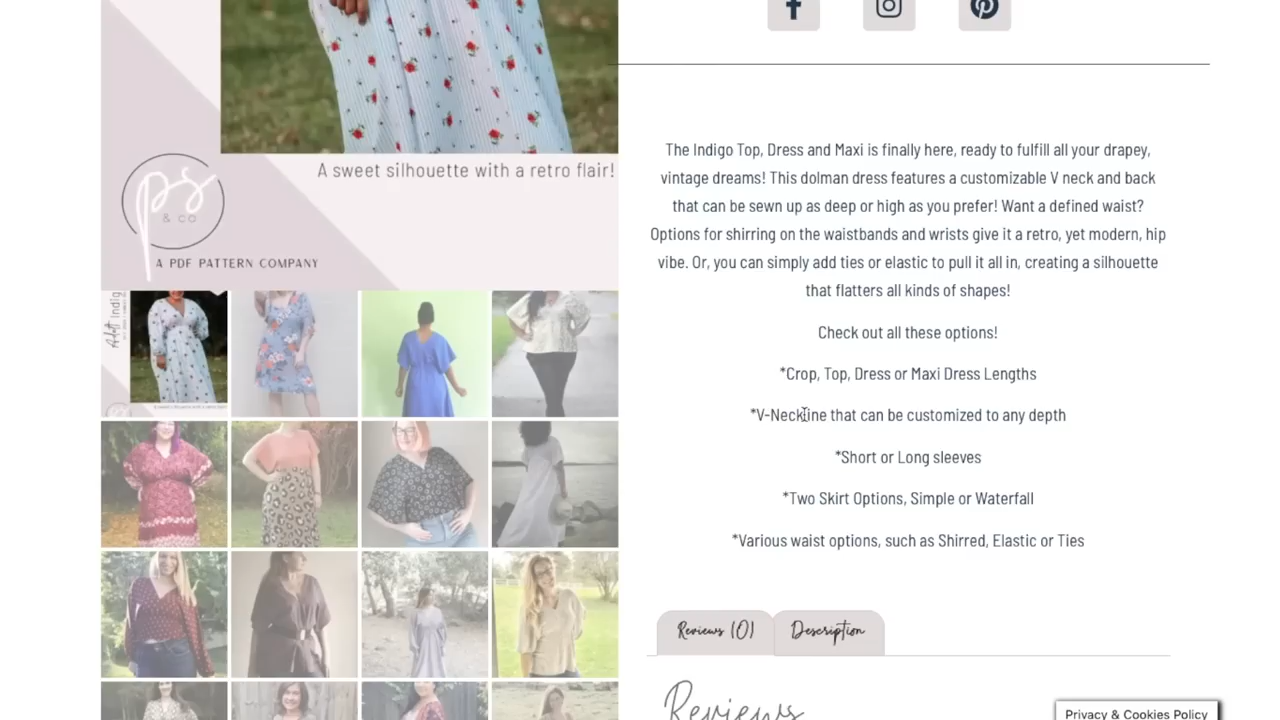 A sweet silhouette with a retro flair!
ps
& co
A PDF PATTERN COMPANY
The Indigo Top, Dress and Maxi is finally here, ready to fulfill all your drapey,
vintage dreams! This dolman dress features a customizable V neck and back
that can be sewn up as deep or high as you prefer! Want a defined waist?
Options for shirring on the waistbands and wrists give it a retro, yet modern, hip
vibe. Or, you can simply add ties or elastic to pull it all in, creating a silhouette
that flatters all kinds of shapes!
Check out all these options!
*Crop, Top, Dress or Maxi Dress Lengths
*V-Neckline that can be customized to any depth
*Short or Long sleeves
*Two Skirt Options, Simple or Waterfall
*Various waist options, such as Shirred, Elastic or Ties
Reviews (0)
Description
Reviews
Privacy & Cookies Policy